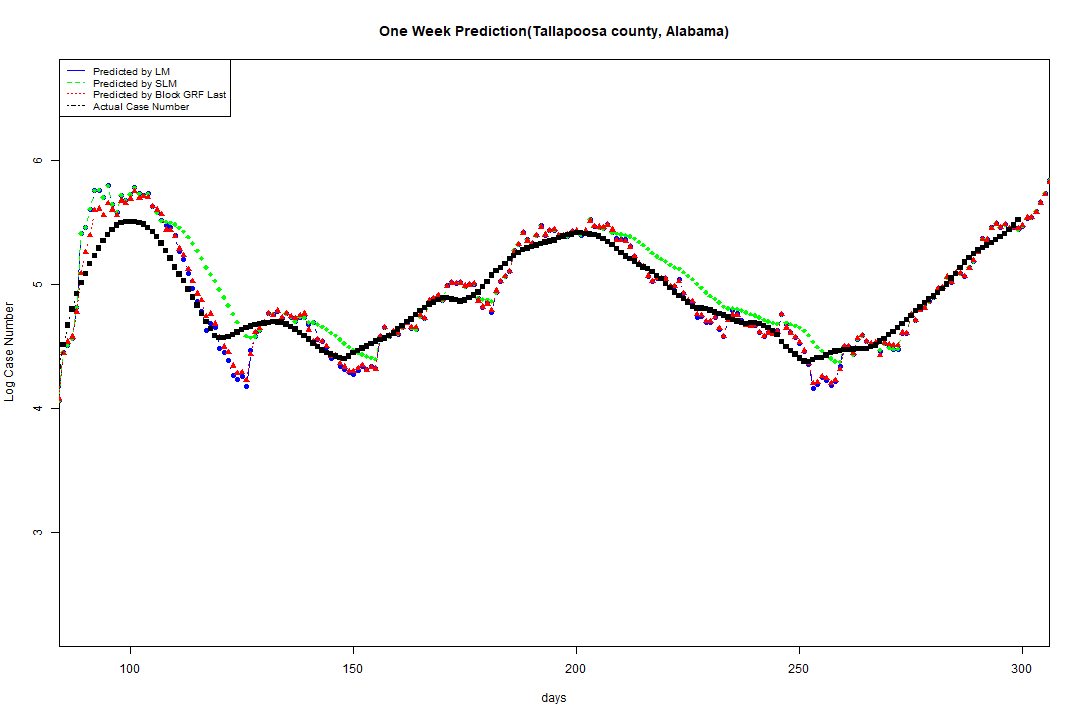 One Week Prediction(Tallapoosa county, Alabama)
Predicted by LM
Predicted by SLM
Predicted by Block GRF Last
Actual Case Number
6
5
4
3
Log Case Number
100 150 200 250 300
days